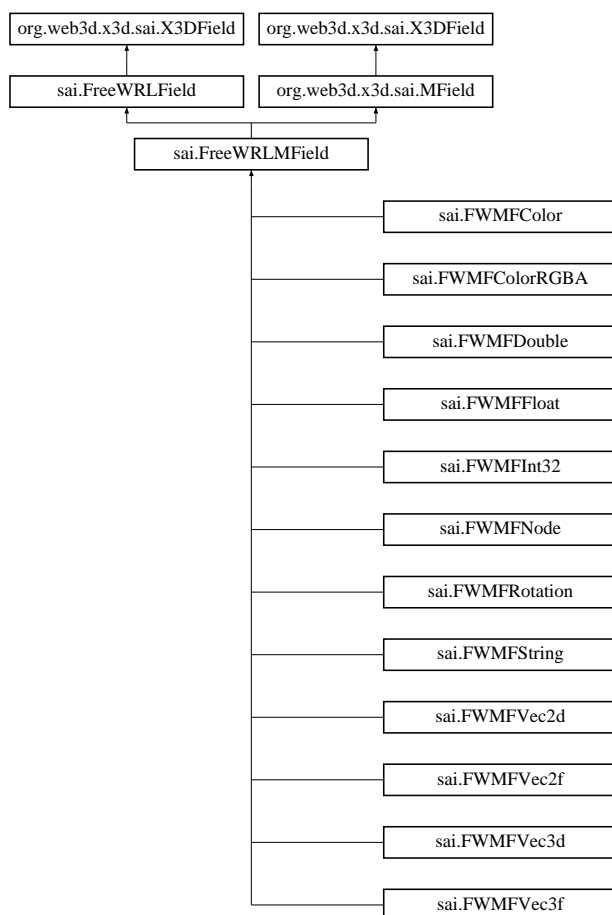 org.web3d.x3d.sai.X3DField
org.web3d.x3d.sai.X3DField
sai.FreeWRLField
org.web3d.x3d.sai.MField
sai.FreeWRLMField
sai.FWMFColor
sai.FWMFColorRGBA
sai.FWMFDouble
sai.FWMFFloat
sai.FWMFInt32
sai.FWMFNode
sai.FWMFRotation
sai.FWMFString
sai.FWMFVec2d
sai.FWMFVec2f
sai.FWMFVec3d
sai.FWMFVec3f